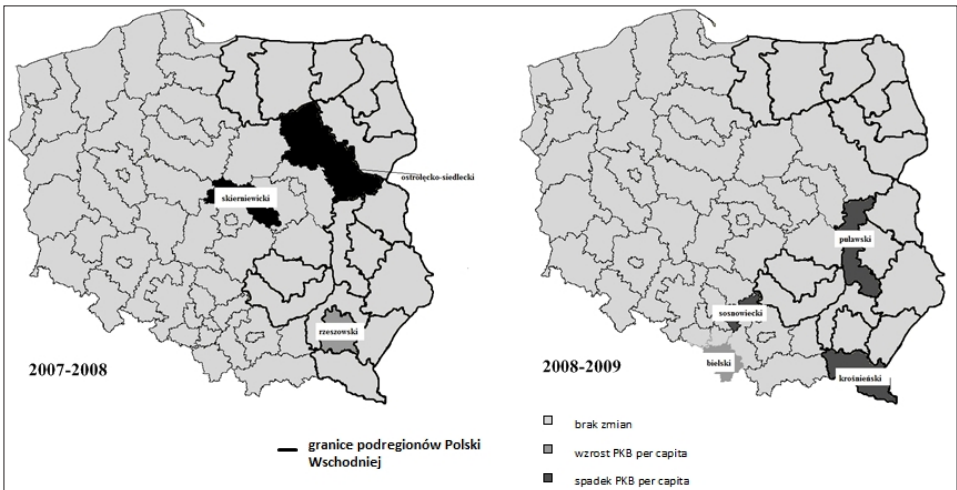 ostrołęcko-siedlecki
skierniewicki
rzeszowski
2007-2008
puławski
sosnowiecki
bielski
krośnieński
2008-2009
granice podregionów Polski
Wschodniej
brak zmian
wzrost PKB per capita
spadek PKB per capita